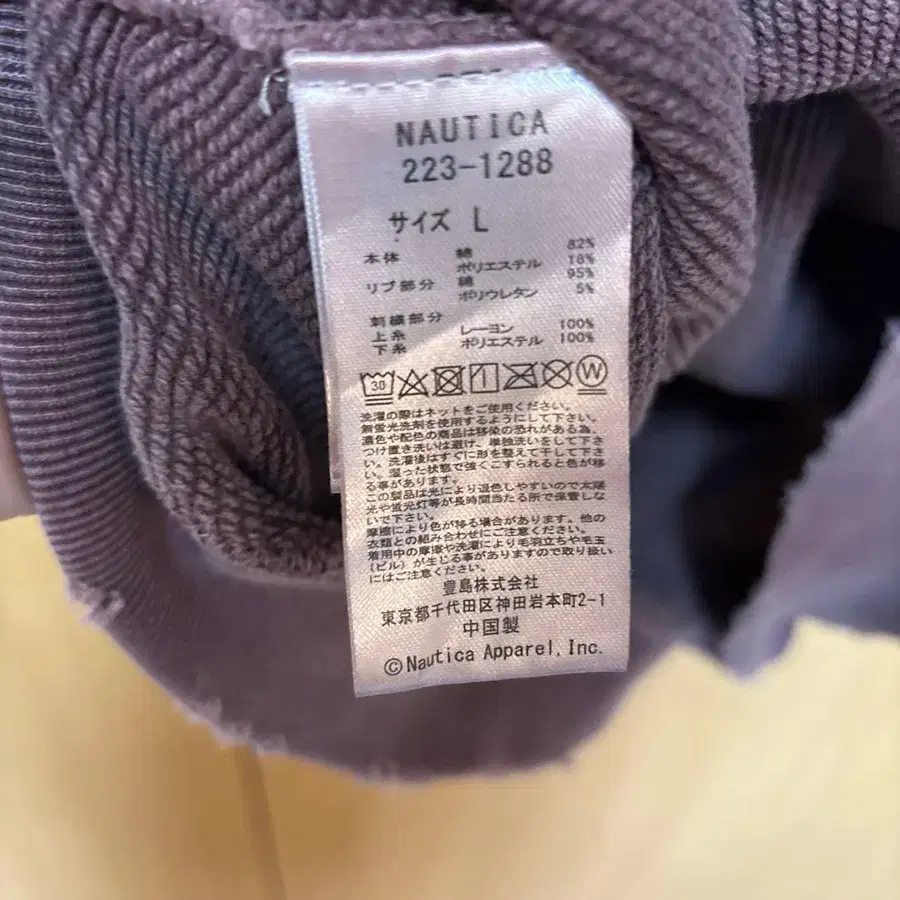 NAUTICA
223-1288
サイズ L
本体 綿 82%
ポリエステル 18%
リブ部分 綿 95%
ポリウレタン 5%
刺繍部分
上糸 レーヨン 100%
下糸 ポリエステル 100%
30 W
洗濯の際はネットをご使用ください。
無蛍光洗剤を使用するようにして下さい。
濃色や配色の商品は移染の恐れがある為、
つけ置き洗いは避け、単独洗いをして下さ
い。洗濯後はすぐに形を整えて干して下さ
い。湿った状態で強くこすられると色が移
る事があります。
この製品は光により退色しやすいので太陽
光や蛍光灯等が長時間当たる所で保管しな
いで下さい。
摩擦により色が移る場合があります。他の
衣類との組み合わせにご注意ください。
着用中の摩擦や洗濯により毛羽立ちや毛玉
(ピル)が生じる事がありますので取り扱い
にはご注意ください。
豊島株式会社
東京都千代田区神田岩本町2-1
中国製
©Nautica Apparel, Inc.